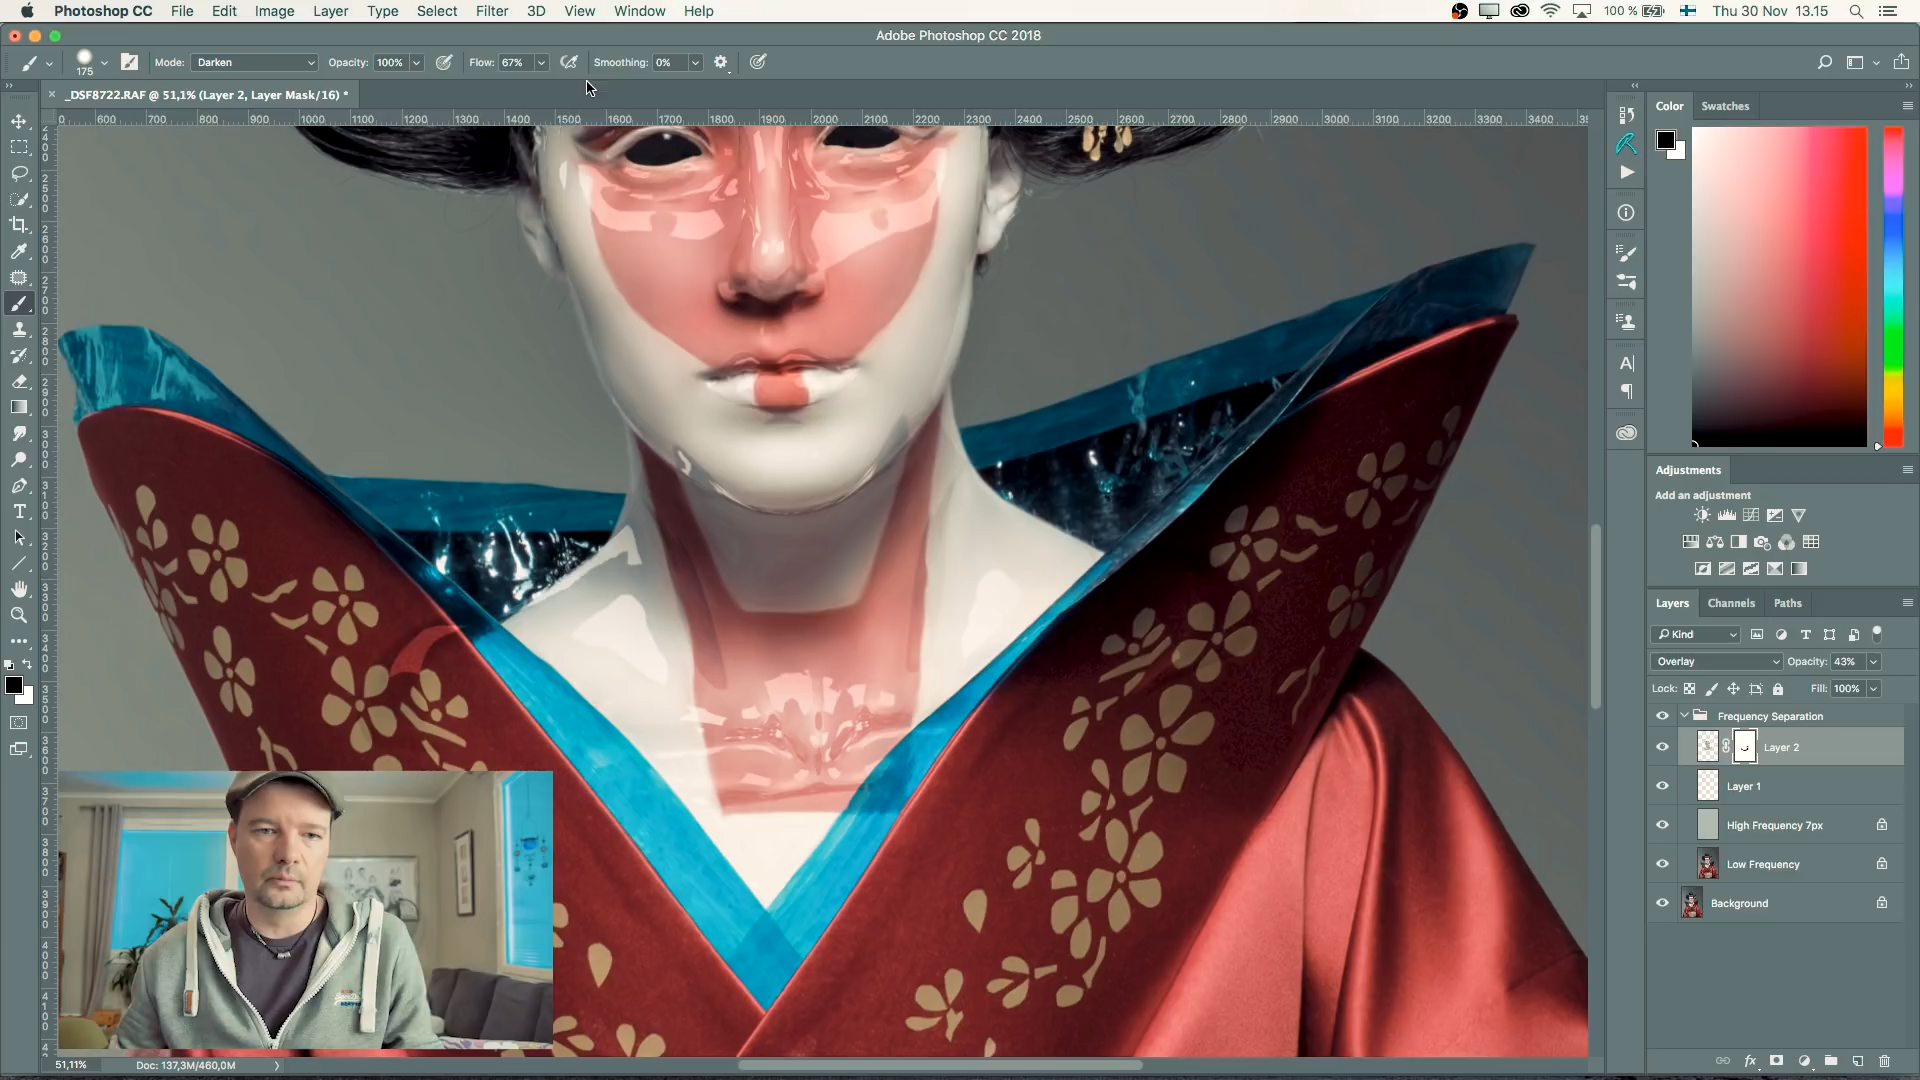 Photoshop CC File Edit Image Layer Type Select Filter 3D View Window Help 100 % Thu 30 Nov 13.15
Adobe Photoshop CC 2018
175 Mode: Darken Opacity: 100% Flow: 67% Smoothing: 0%
× _DSF8722.RAF @ 51,1% (Layer 2, Layer Mask/16) *
0 600 700 800 900 1000 1100 1200 1300 1400 1500 1600 1700 1800 1900 2000 2100 2200 2300 2400 2500 2600 2700 2800 2900 3000 3100 3200 3300 3400
Color Swatches
Adjustments
Add an adjustment
Layers Channels Paths
Kind
Overlay Opacity: 43%
Lock: Fill: 100%
Frequency Separation
Layer 2
Layer 1
High Frequency 7px
Low Frequency
Background
51,11% Doc: 137,3M/460,0M